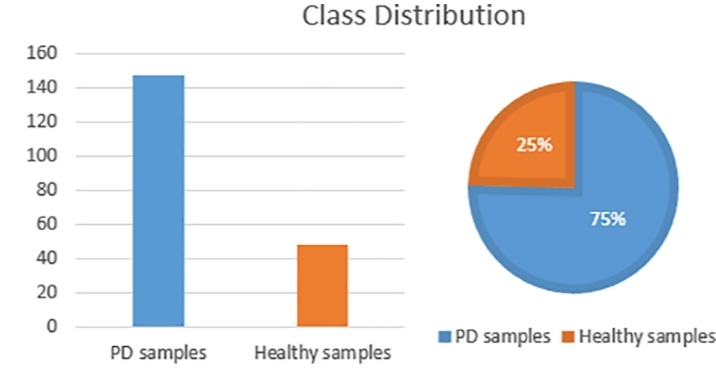 Class Distribution
160
140
120
100
80
60
40
20
0
PD samples
Healthy samples
25%
75%
PD samples
Healthy samples